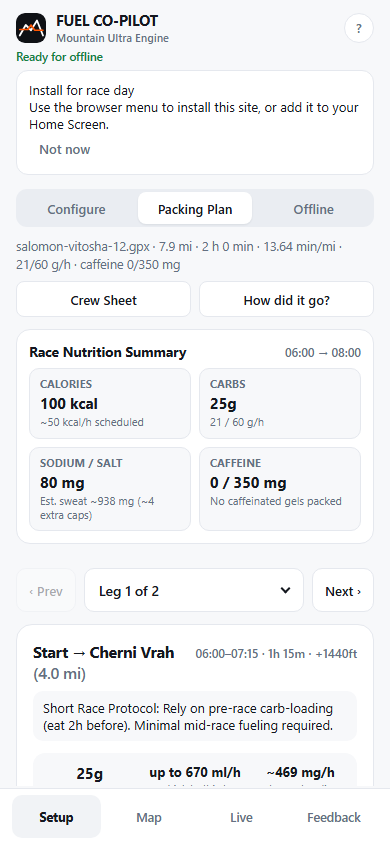 FUEL CO-PILOT
Mountain Ultra Engine
?
Ready for offline
Install for race day
Use the browser menu to install this site, or add it to your
Home Screen.
Not now
Configure
Packing Plan
Offline
salomon-vitosha-12.gpx · 7.9 mi · 2 h 0 min · 13.64 min/mi ·
21/60 g/h · caffeine 0/350 mg
Crew Sheet
How did it go?
Race Nutrition Summary
06:00 → 08:00
CALORIES
100 kcal
~50 kcal/h scheduled
CARBS
25g
21 / 60 g/h
SODIUM / SALT
80 mg
Est. sweat ~938 mg (~4
extra caps)
CAFFEINE
0 / 350 mg
No caffeinated gels packed
‹ Prev
Leg 1 of 2
Next ›
Start → Cherni Vrah
(4.0 mi)
06:00–07:15 · 1h 15m · +1440ft
Short Race Protocol: Rely on pre-race carb-loading
(eat 2h before). Minimal mid-race fueling required.
25g
up to 670 ml/h
~469 mg/h
Setup
Map
Live
Feedback